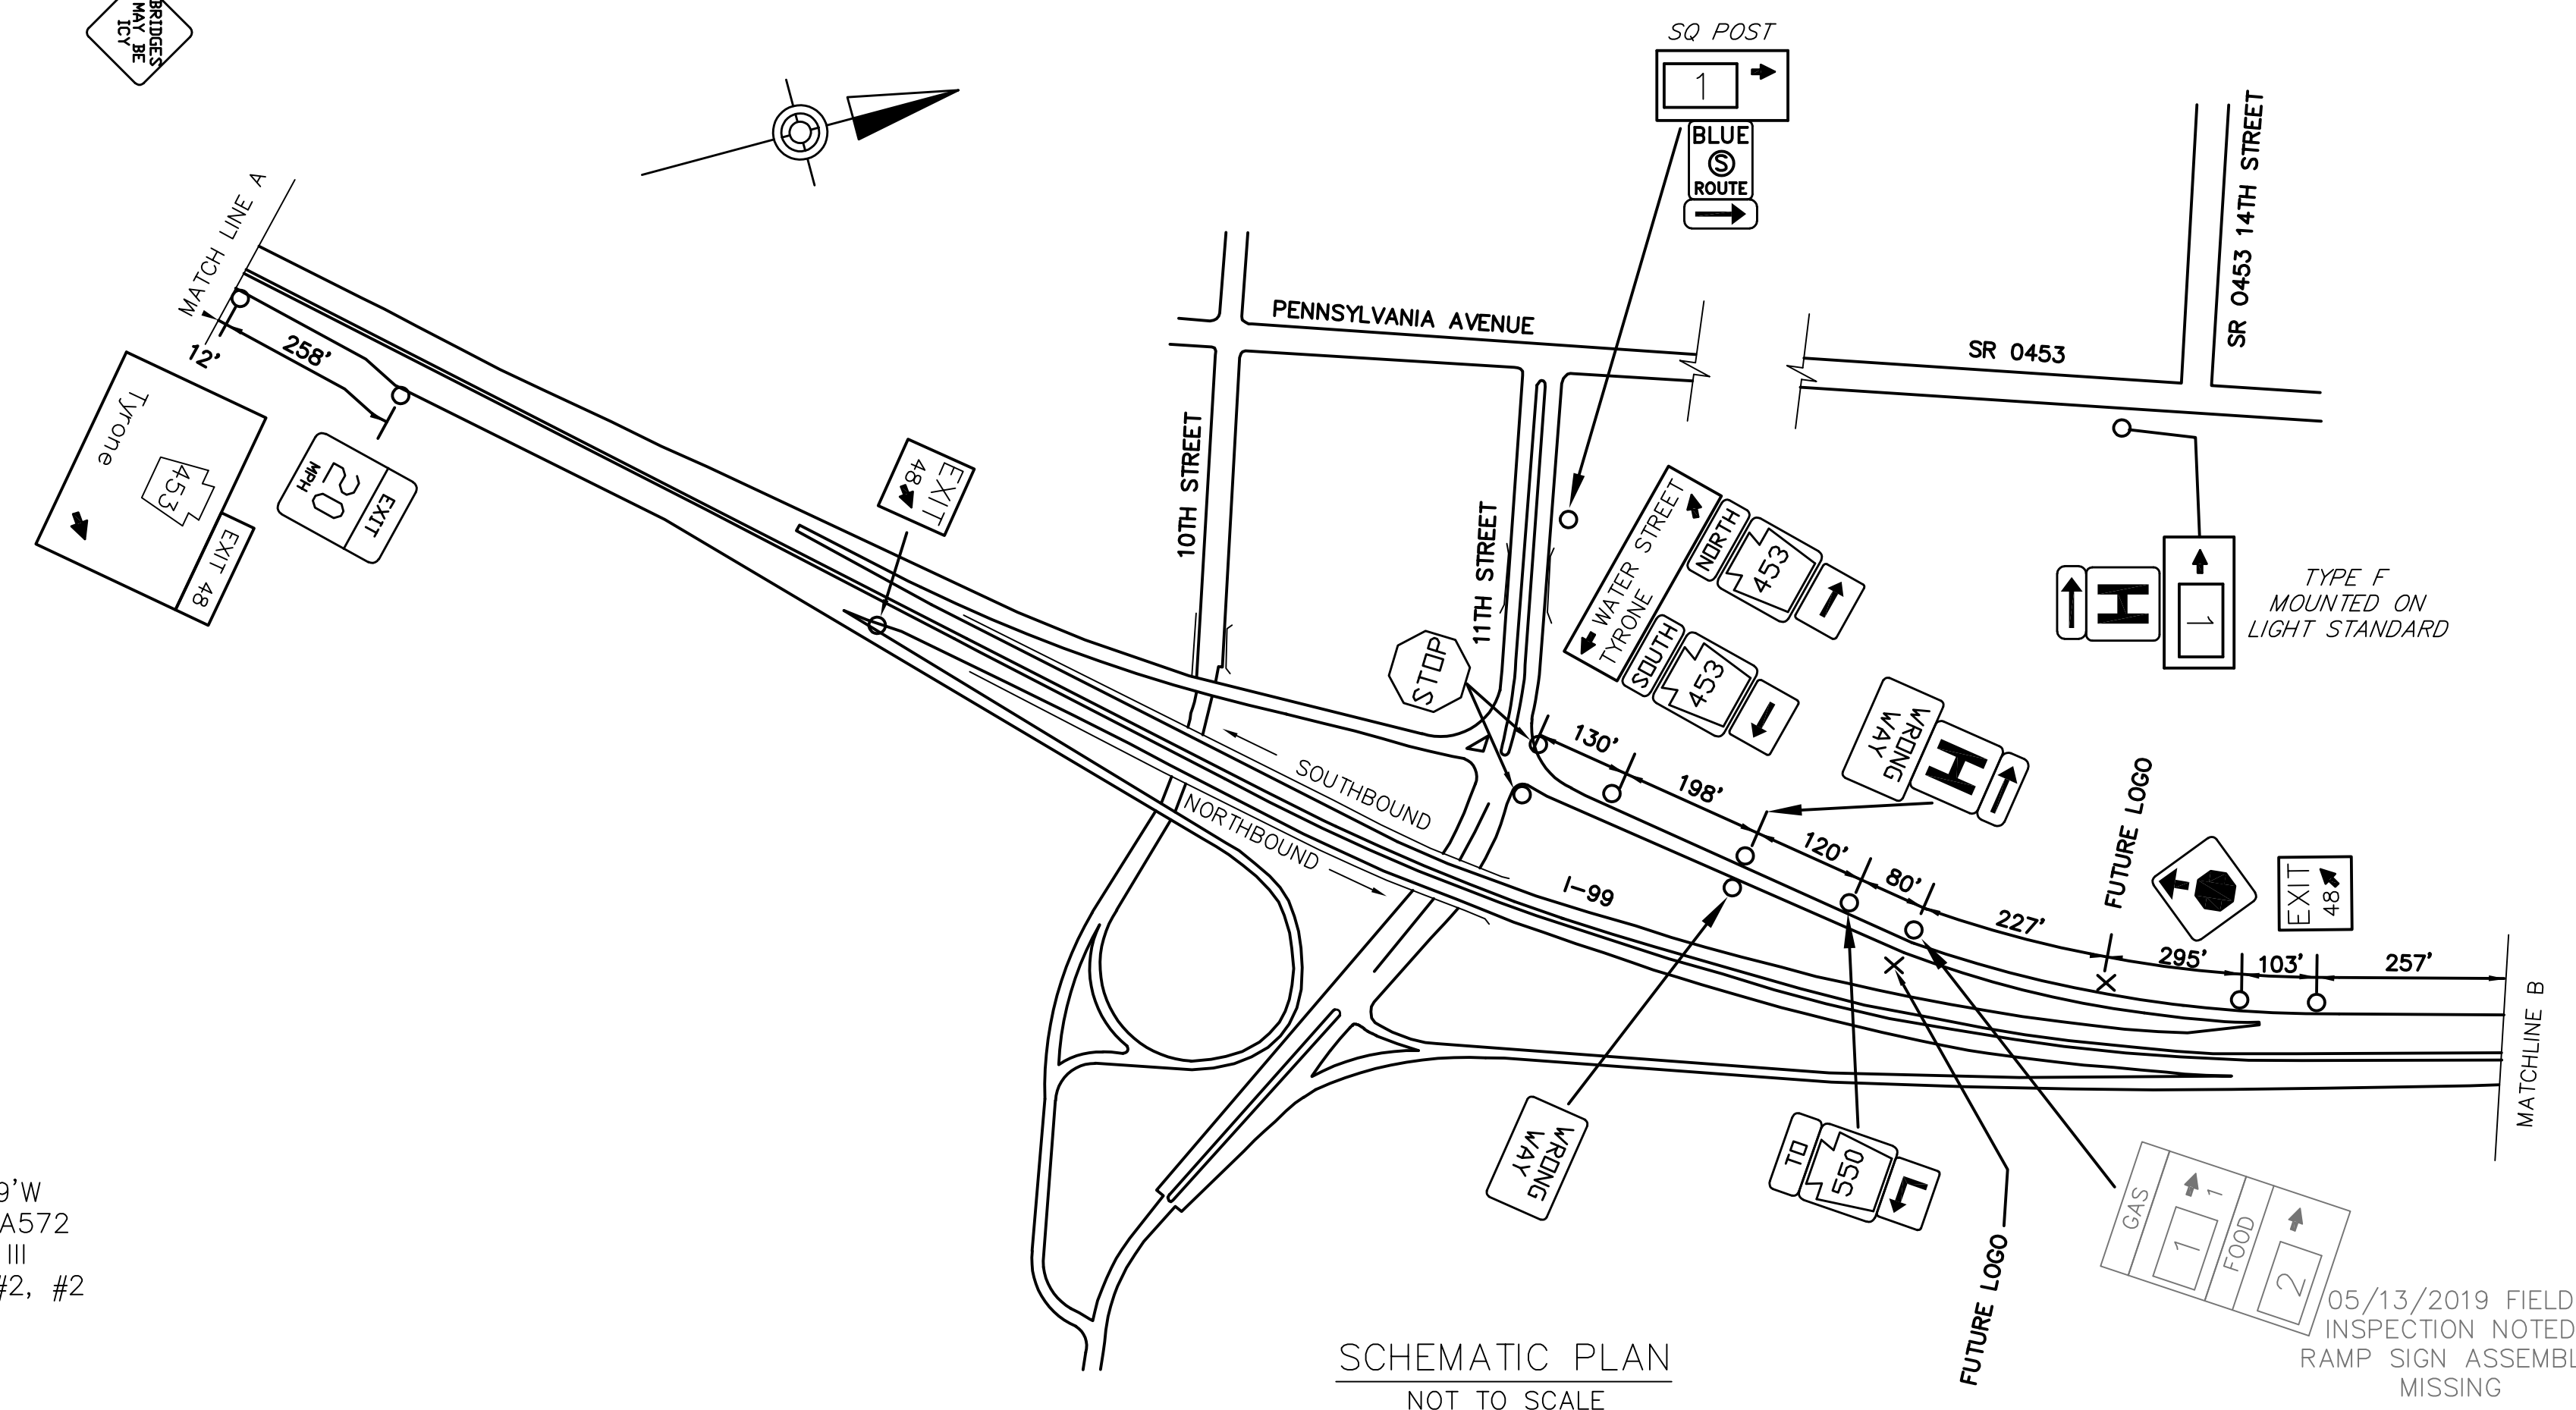 BRIDGES
MAY BE
ICY
SQ POST
1
BLUE
S
ROUTE
SR 0453 14TH STREET
MATCH LINE A
12'
258'
Tyrone
453
EXIT 48
EXIT
20
MPH
EXIT
48
PENNSYLVANIA AVENUE
SR 0453
10TH STREET
11TH STREET
WATER STREET
TYRONE
NORTH
453
SOUTH
453
H
1
TYPE F
MOUNTED ON
LIGHT STANDARD
STOP
WRONG
WAY
H
130'
198'
120'
80'
227'
295'
103'
257'
FUTURE LOGO
EXIT
48
SOUTHBOUND
NORTHBOUND
I-99
MATCHLINE B
WRONG
WAY
TO
550
FUTURE LOGO
GAS
1
1
FOOD
2
05/13/2019 FIELD
INSPECTION NOTED
RAMP SIGN ASSEMBL
MISSING
9'W
A572
III
#2, #2
SCHEMATIC PLAN
NOT TO SCALE